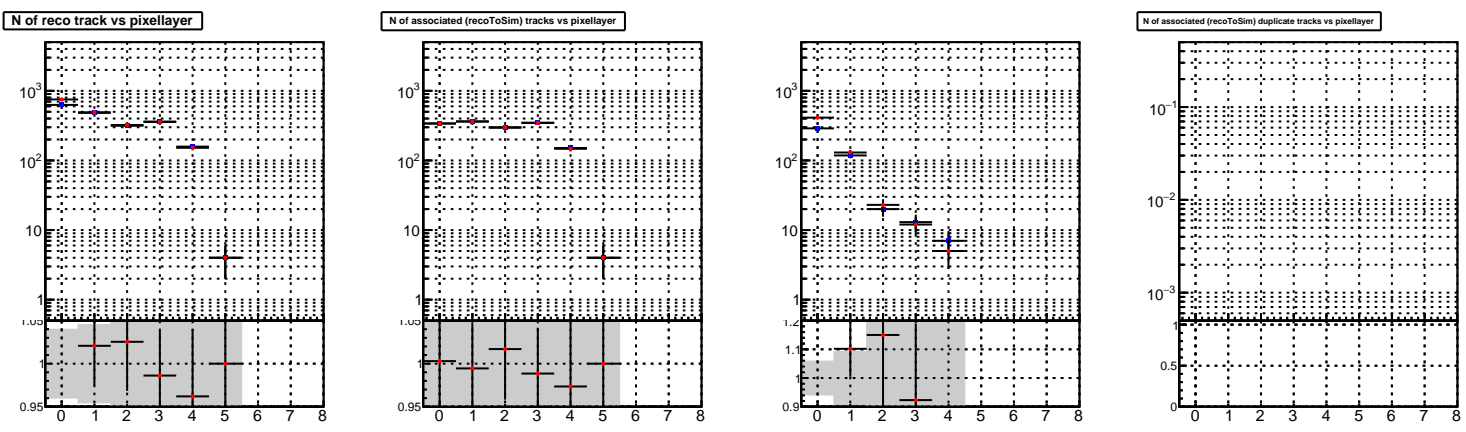 N of reco track vs pixellayer
N of associated (recoToSim) tracks vs pixellayer
N of associated (recoToSim) duplicate tracks vs pixellayer
10³ 10³ 10³ 10⁻¹
10² 10² 10² 10⁻²
10 10 10 10⁻³
1 1 1
1.05 1.05 1.2 1
1 1 1.1 0.5
1
0.95 0.95 0.9 0
0 1 2 3 4 5 6 7 8 0 1 2 3 4 5 6 7 8 0 1 2 3 4 5 6 7 8 0 1 2 3 4 5 6 7 8